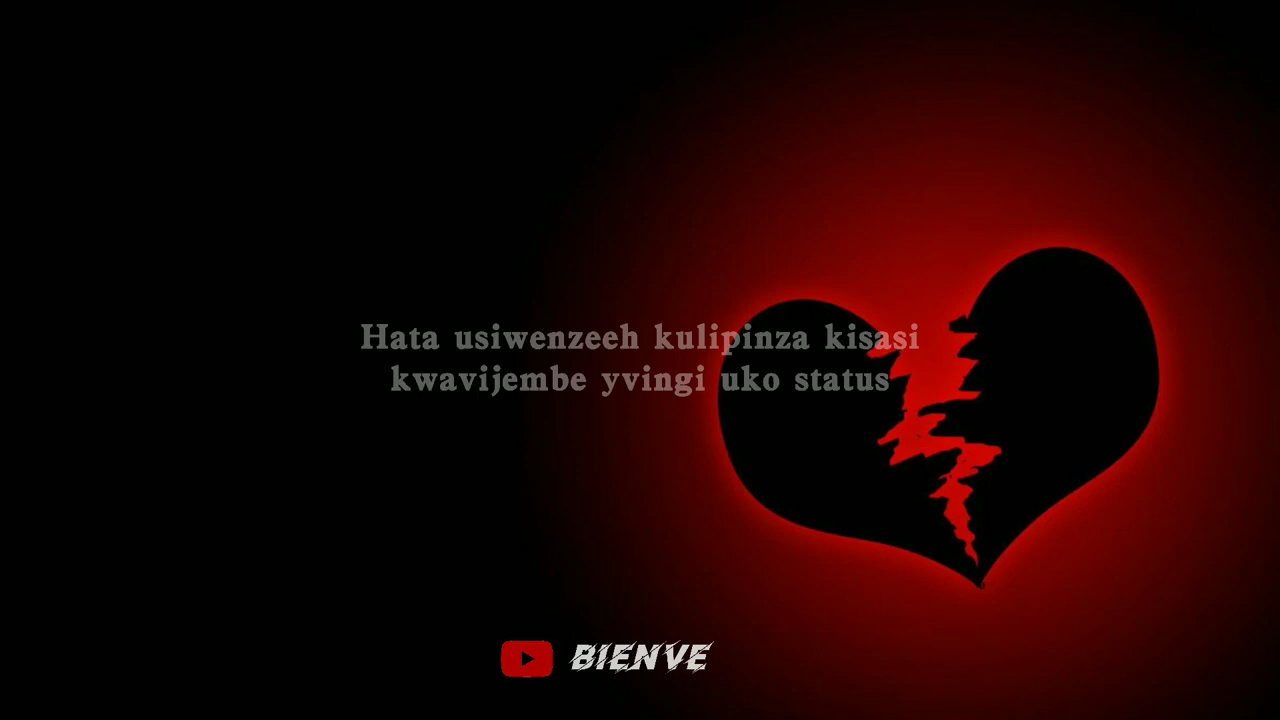 Hata usiwenzeeh kulipinza kisasi
kwavijembe yvingi uko status
BIENVE